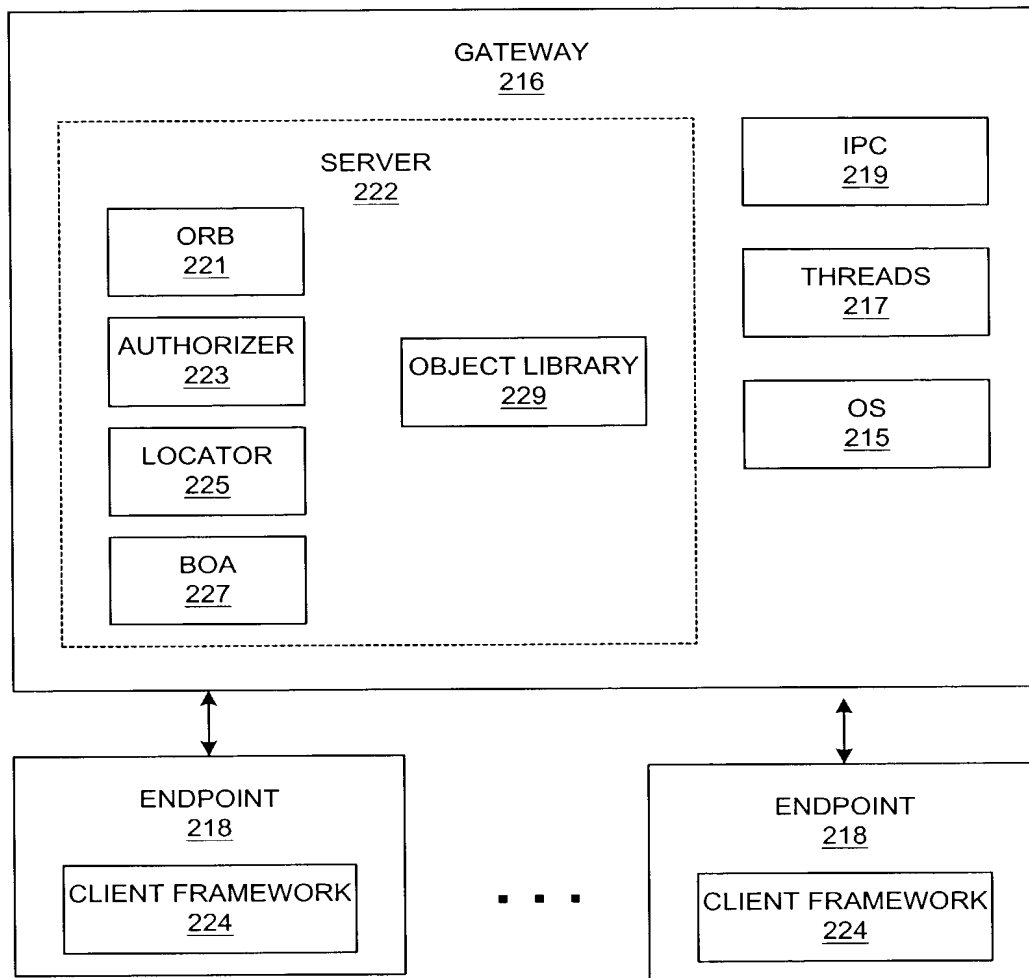 GATEWAY
216
SERVER
222
ORB
221
AUTHORIZER
223
LOCATOR
225
BOA
227
OBJECT LIBRARY
229
IPC
219
THREADS
217
OS
215
ENDPOINT
218
CLIENT FRAMEWORK
224
ENDPOINT
218
CLIENT FRAMEWORK
224